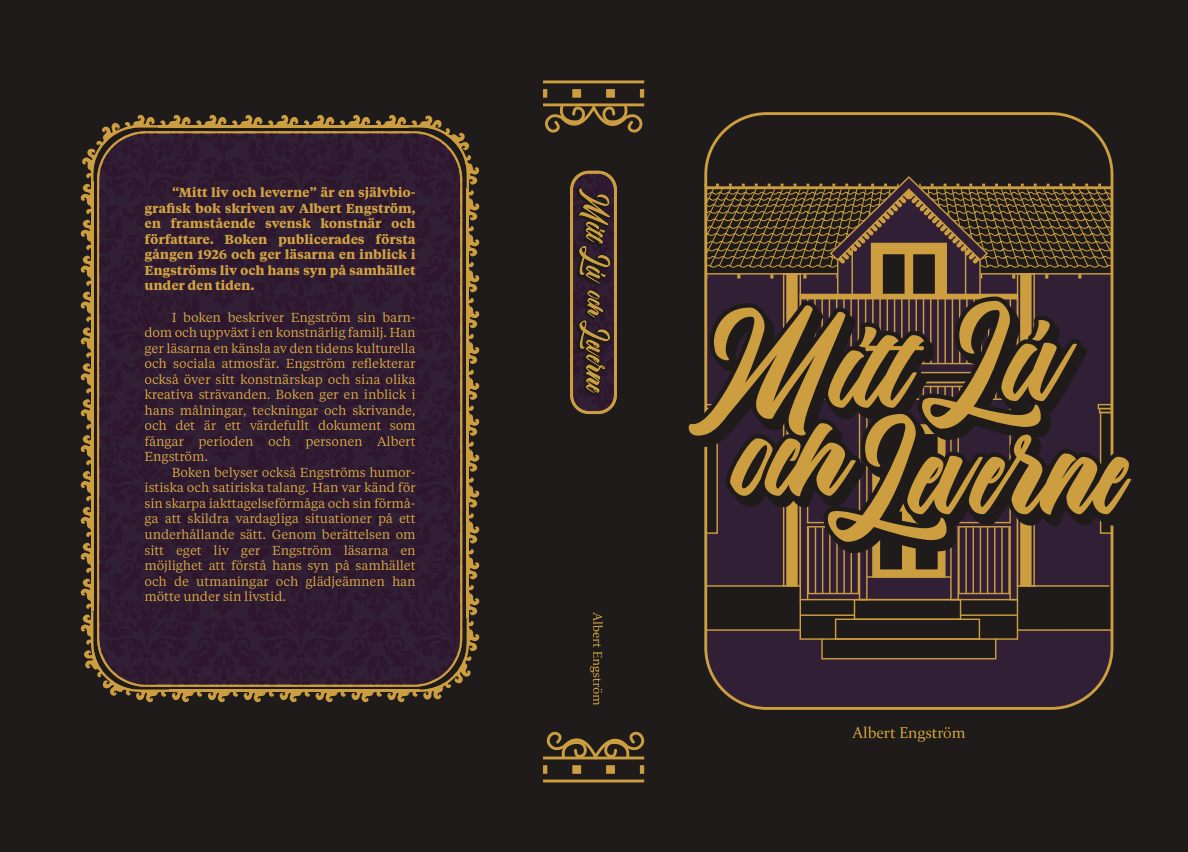 “Mitt liv och leverne” är en självbio-
grafisk bok skriven av Albert Engström,
en framstående svensk konstnär och
författare. Boken publicerades första
gången 1926 och ger läsarna en inblick i
Engströms liv och hans syn på samhället
under den tiden.
I boken beskriver Engström sin barn-
dom och uppväxt i en konstnärlig familj. Han
ger läsarna en känsla av den tidens kulturella
och sociala atmosfär. Engström reflekterar
också över sitt konstnärskap och sina olika
kreativa strävanden. Boken ger en inblick i
hans målningar, teckningar och skrivande,
och det är ett värdefullt dokument som
fångar perioden och personen Albert
Engström.
Boken belyser också Engströms humor-
istiska och satiriska talang. Han var känd för
sin skarpa iakttagelseförmåga och sin förmå-
ga att skildra vardagliga situationer på ett
underhållande sätt. Genom berättelsen om
sitt eget liv ger Engström läsarna en
möjlighet att förstå hans syn på samhället
och de utmaningar och glädjeämnen han
mötte under sin livstid.
Mitt Liv och Leverne
Albert Engström
Mitt Liv
och Leverne
Albert Engström